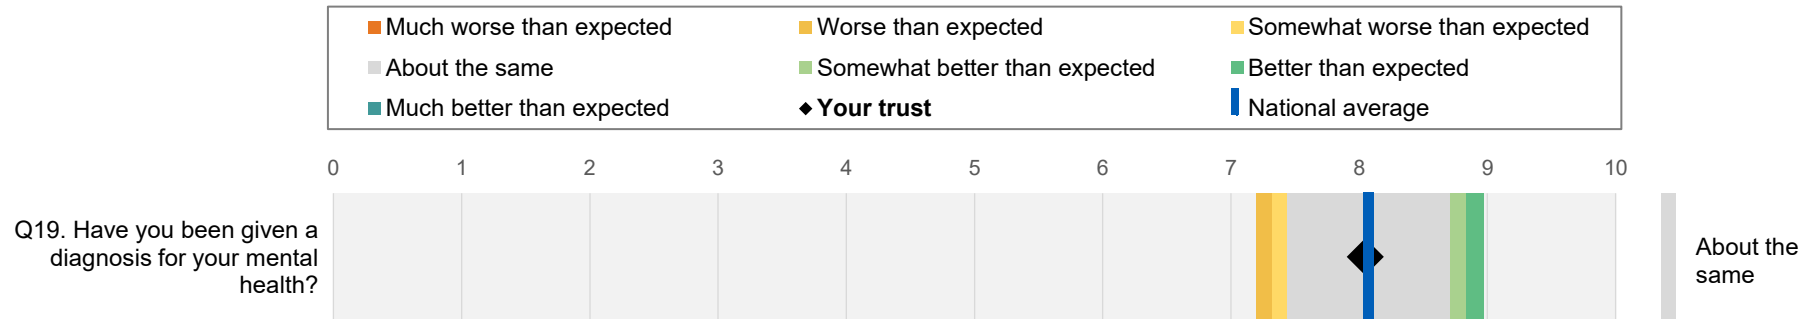 Much worse than expected
Worse than expected
Somewhat worse than expected
About the same
Somewhat better than expected
Better than expected
Much better than expected
Your trust
National average
0 1 2 3 4 5 6 7 8 9 10
Q19. Have you been given a
diagnosis for your mental
health?
About the
same